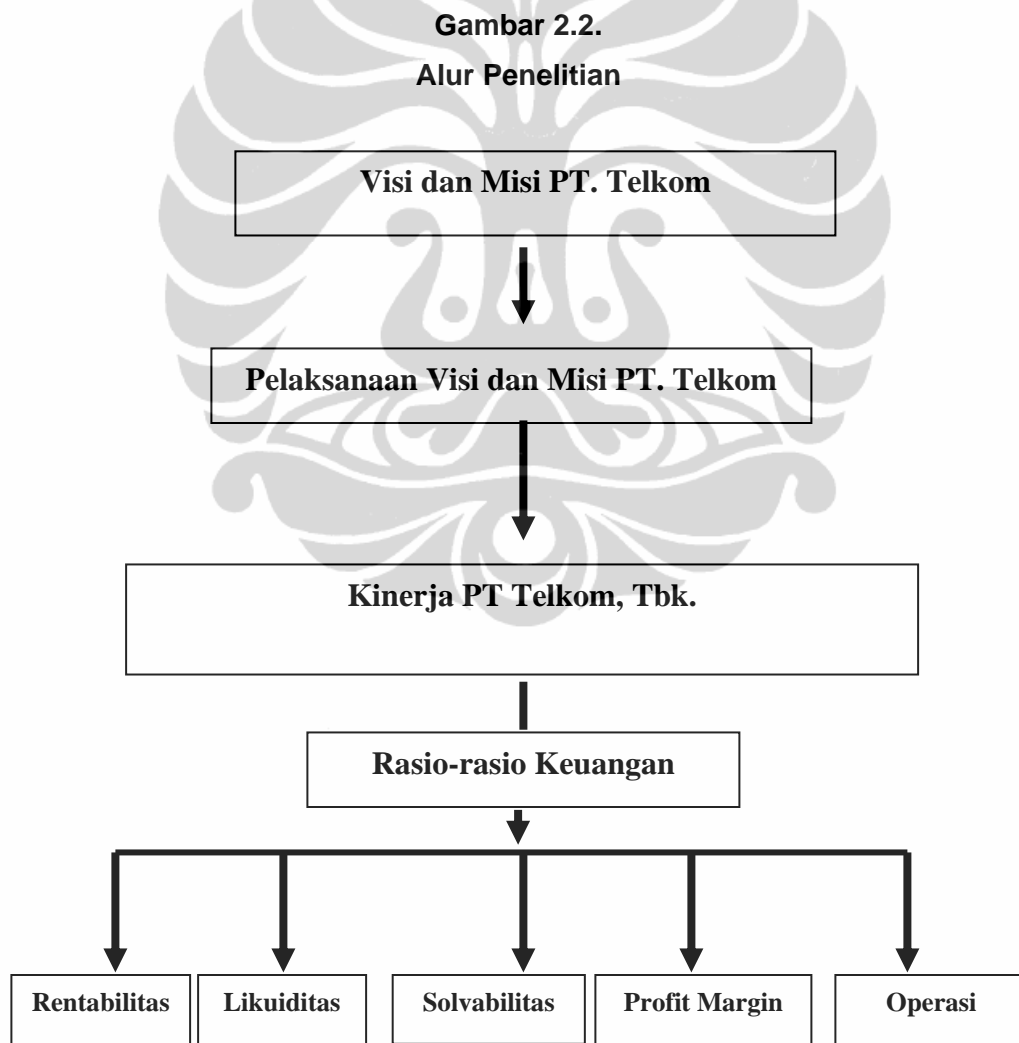 Gambar 2.2.
Alur Penelitian
Visi dan Misi PT. Telkom
Pelaksanaan Visi dan Misi PT. Telkom
Kinerja PT Telkom, Tbk.
Rasio-rasio Keuangan
Rentabilitas
Likuiditas
Solvabilitas
Profit Margin
Operasi